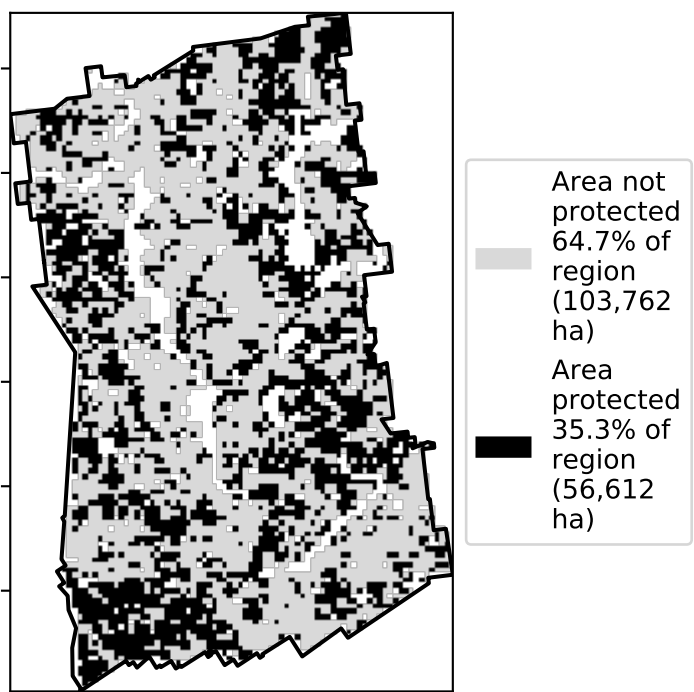 Area not
protected
64.7% of
region
(103,762
ha)
Area
protected
35.3% of
region
(56,612
ha)